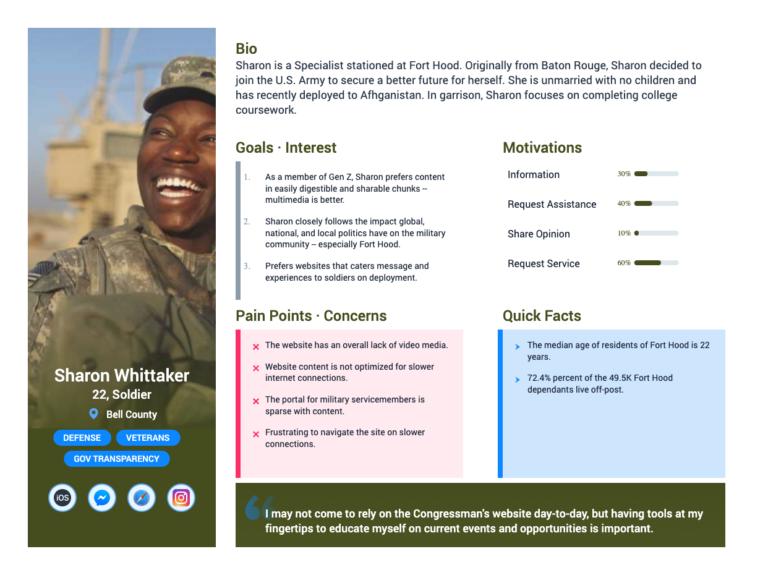 Bio
Sharon is a Specialist stationed at Fort Hood. Originally from Baton Rouge, Sharon decided to
join the U.S. Army to secure a better future for herself. She is unmarried with no children and
has recently deployed to Afhganistan. In garrison, Sharon focuses on completing college
coursework.
Goals · Interest
1. As a member of Gen Z, Sharon prefers content
in easily digestible and sharable chunks --
multimedia is better.
2. Sharon closely follows the impact global,
national, and local politics have on the military
community -- especially Fort Hood.
3. Prefers websites that caters message and
experiences to soldiers on deployment.
Motivations
Information 30%
Request Assistance 40%
Share Opinion 10%
Request Service 60%
Pain Points · Concerns
The website has an overall lack of video media.
Website content is not optimized for slower
internet connections.
The portal for military servicemembers is
sparse with content.
Frustrating to navigate the site on slower
connections.
Quick Facts
The median age of residents of Fort Hood is 22
years.
72.4% percent of the 49.5K Fort Hood
dependants live off-post.
Sharon Whittaker
22, Soldier
Bell County
DEFENSE
VETERANS
GOV TRANSPARENCY
iOS
I may not come to rely on the Congressman's website day-to-day, but having tools at my
fingertips to educate myself on current events and opportunities is important.